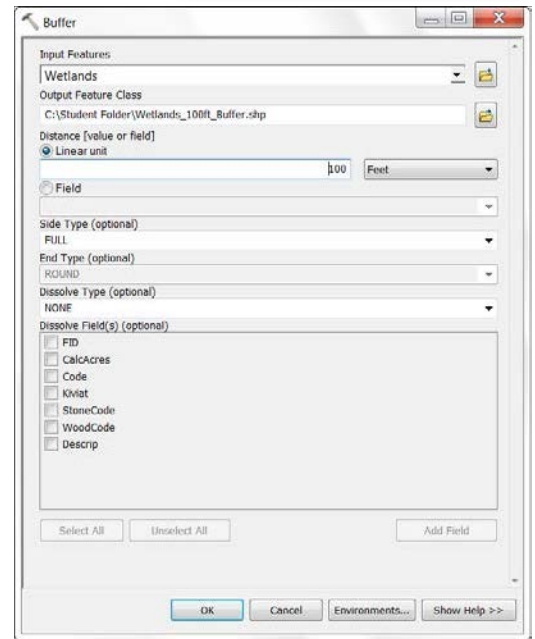 Buffer
Input Features
Wetlands
Output Feature Class
C:\Student Folder\Wetlands_100ft_Buffer.shp
Distance [value or field]
Linear unit
100 Feet
Field
Side Type (optional)
FULL
End Type (optional)
ROUND
Dissolve Type (optional)
NONE
Dissolve Field(s) (optional)
FID
CalcAcres
Code
Kiviat
StoneCode
WoodCode
Descrip
Select All Unselect All Add Field
OK Cancel Environments... Show Help >>